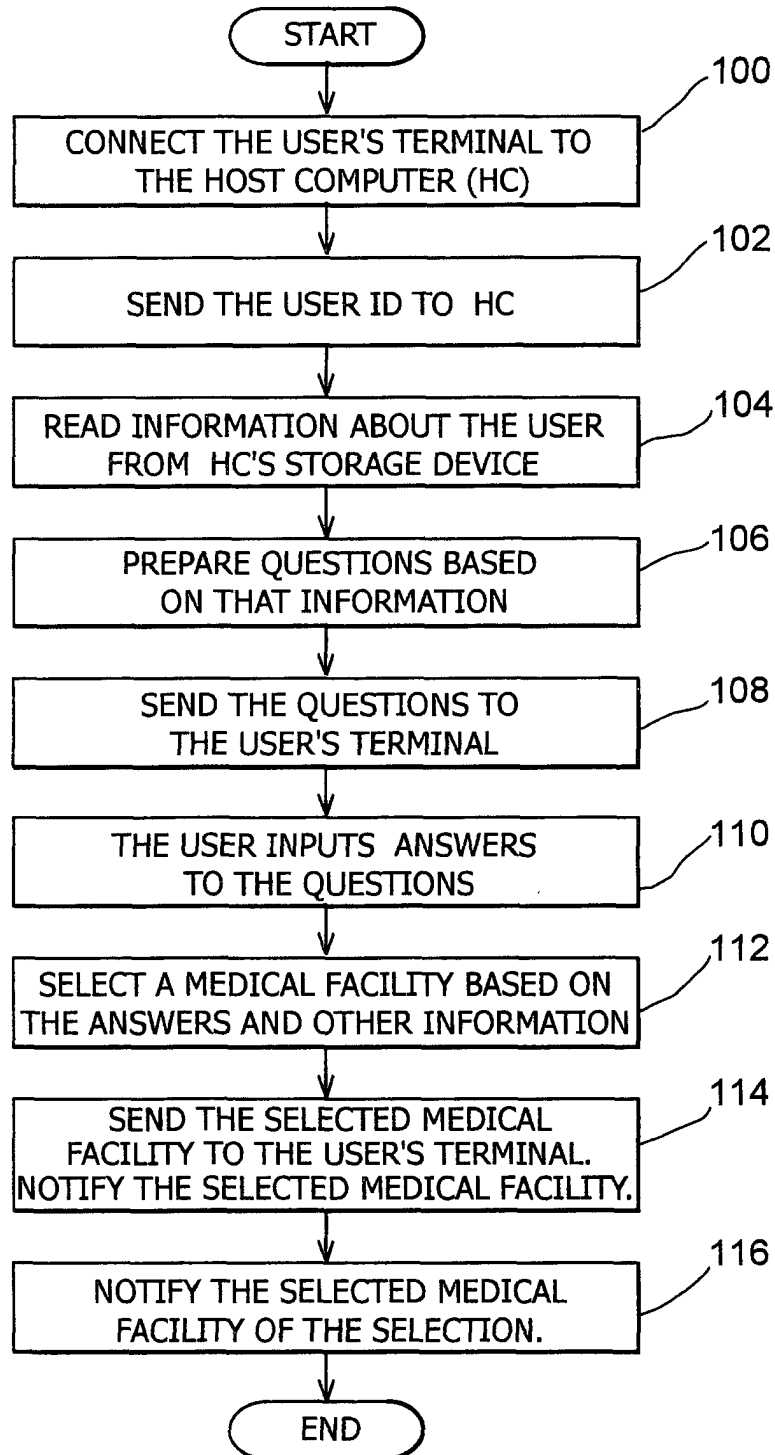 START
100
CONNECT THE USER'S TERMINAL TO
THE HOST COMPUTER (HC)
102
SEND THE USER ID TO HC
104
READ INFORMATION ABOUT THE USER
FROM HC'S STORAGE DEVICE
106
PREPARE QUESTIONS BASED
ON THAT INFORMATION
108
SEND THE QUESTIONS TO
THE USER'S TERMINAL
110
THE USER INPUTS ANSWERS
TO THE QUESTIONS
112
SELECT A MEDICAL FACILITY BASED ON
THE ANSWERS AND OTHER INFORMATION
114
SEND THE SELECTED MEDICAL
FACILITY TO THE USER'S TERMINAL.
NOTIFY THE SELECTED MEDICAL FACILITY.
116
NOTIFY THE SELECTED MEDICAL
FACILITY OF THE SELECTION.
END